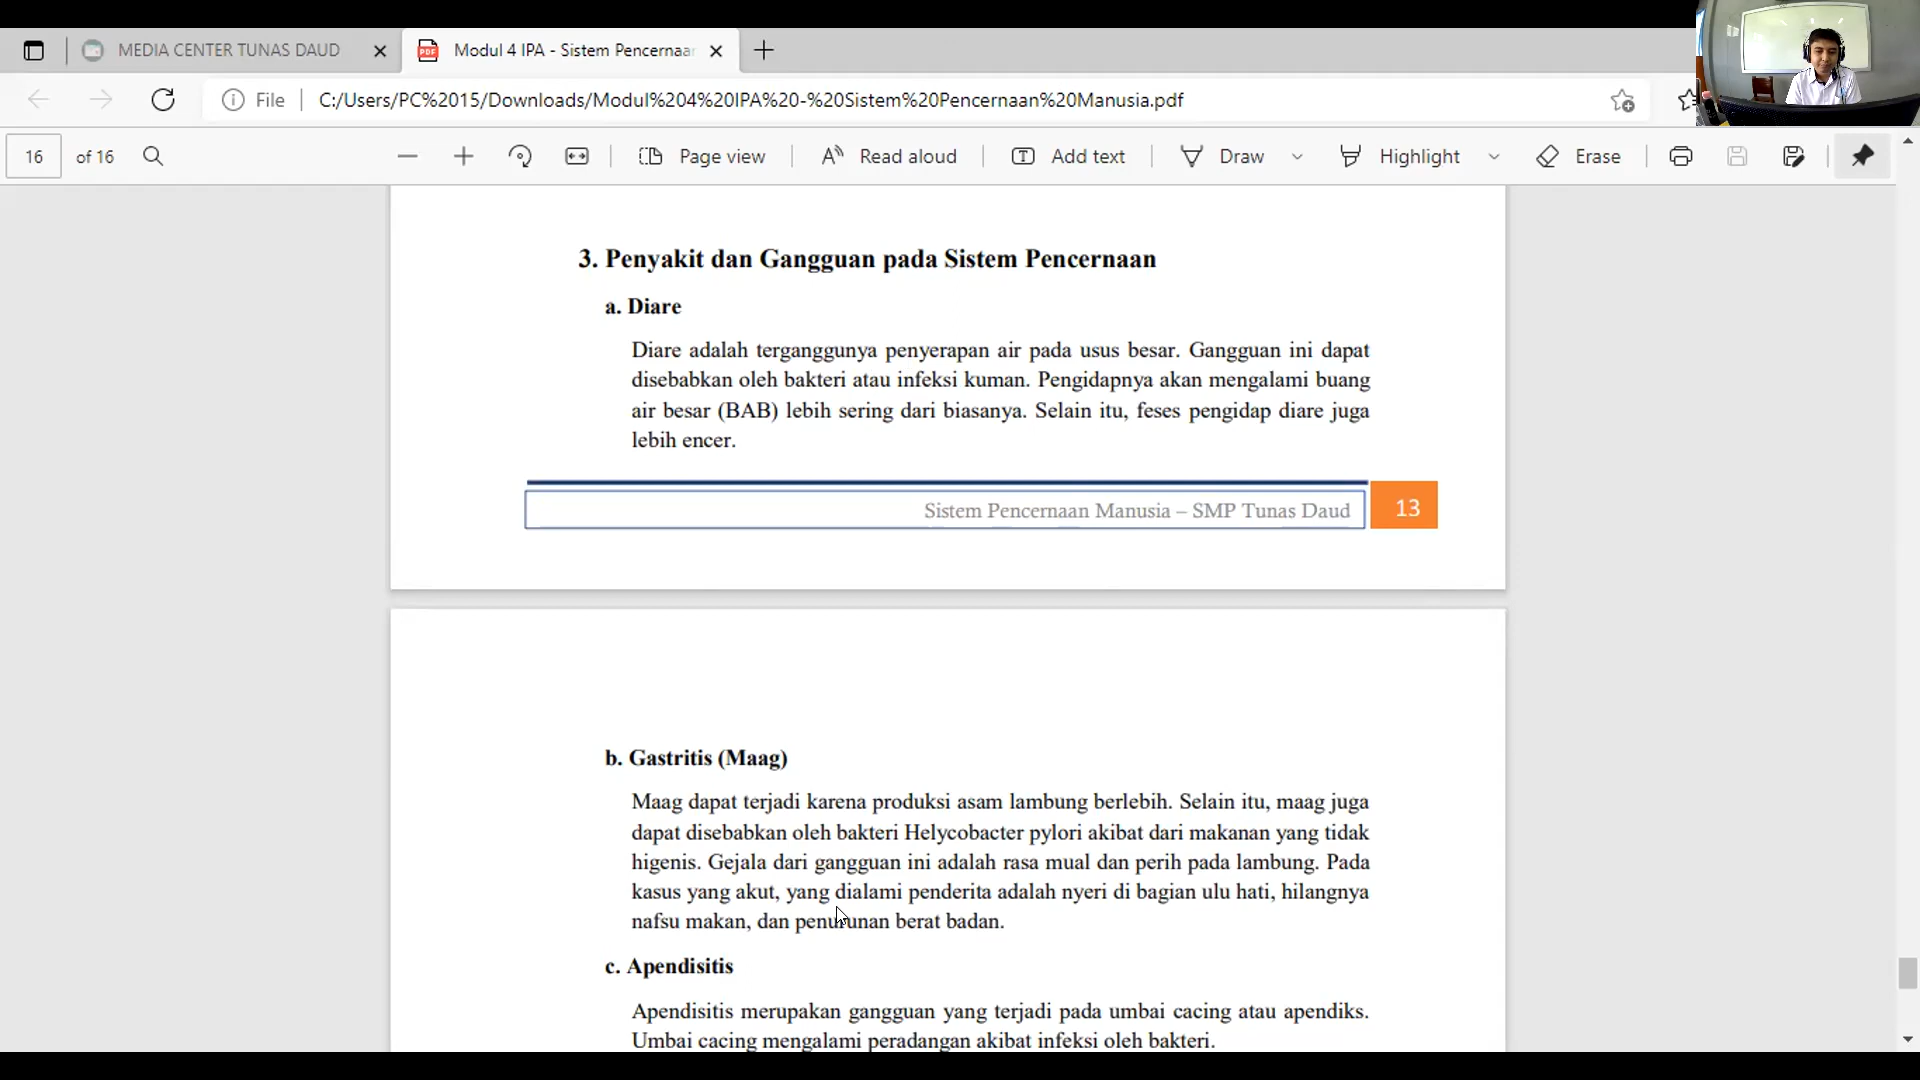 MEDIA CENTER TUNAS DAUD
Modul 4 IPA - Sistem Pencernaan
File
C:/Users/PC%2015/Downloads/Modul%204%20IPA%20-%20Sistem%20Pencernaan%20Manusia.pdf
16 of 16
Page view
Read aloud
Add text
Draw
Highlight
Erase
3. Penyakit dan Gangguan pada Sistem Pencernaan
a. Diare
Diare adalah terganggunya penyerapan air pada usus besar. Gangguan ini dapat
disebabkan oleh bakteri atau infeksi kuman. Pengidapnya akan mengalami buang
air besar (BAB) lebih sering dari biasanya. Selain itu, feses pengidap diare juga
lebih encer.
Sistem Pencernaan Manusia – SMP Tunas Daud
13
b. Gastritis (Maag)
Maag dapat terjadi karena produksi asam lambung berlebih. Selain itu, maag juga
dapat disebabkan oleh bakteri Helycobacter pylori akibat dari makanan yang tidak
higenis. Gejala dari gangguan ini adalah rasa mual dan perih pada lambung. Pada
kasus yang akut, yang dialami penderita adalah nyeri di bagian ulu hati, hilangnya
nafsu makan, dan penurunan berat badan.
c. Apendisitis
Apendisitis merupakan gangguan yang terjadi pada umbai cacing atau apendiks.
Umbai cacing mengalami peradangan akibat infeksi oleh bakteri.